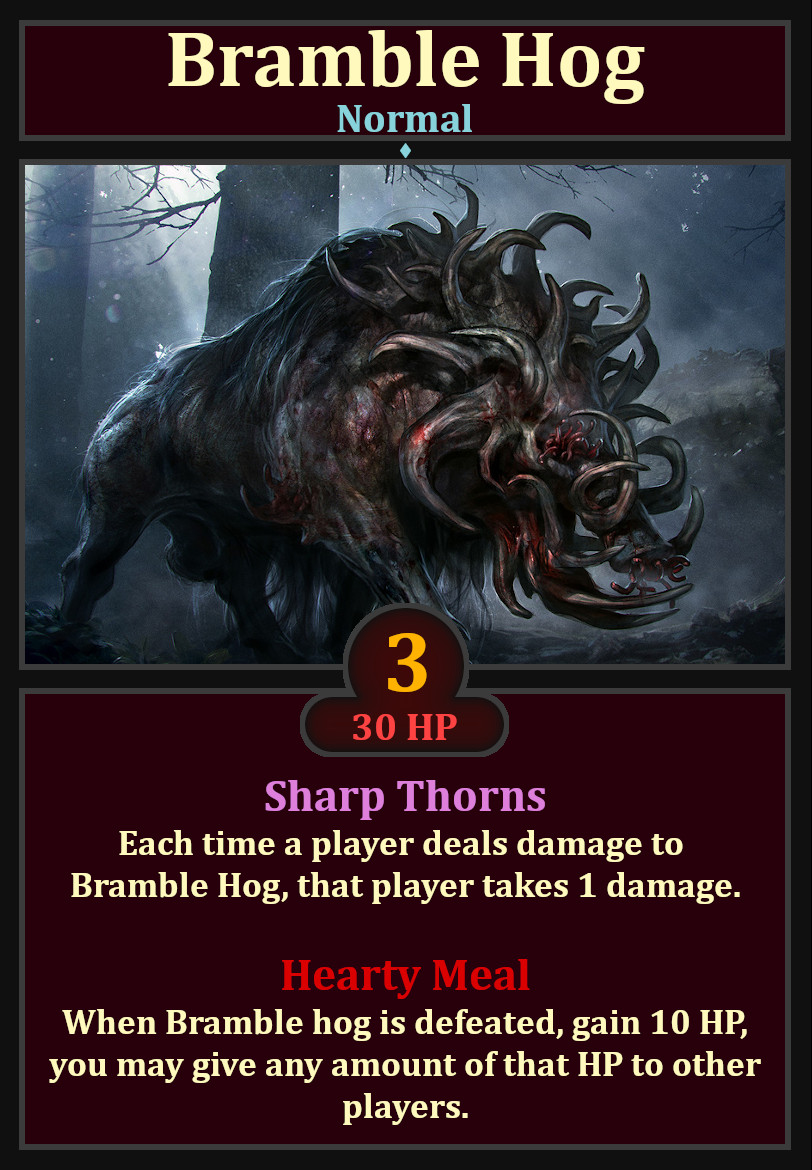 Bramble Hog
Normal
3
30 HP
Sharp Thorns
Each time a player deals damage to
Bramble Hog, that player takes 1 damage.
Hearty Meal
When Bramble hog is defeated, gain 10 HP,
you may give any amount of that HP to other
players.